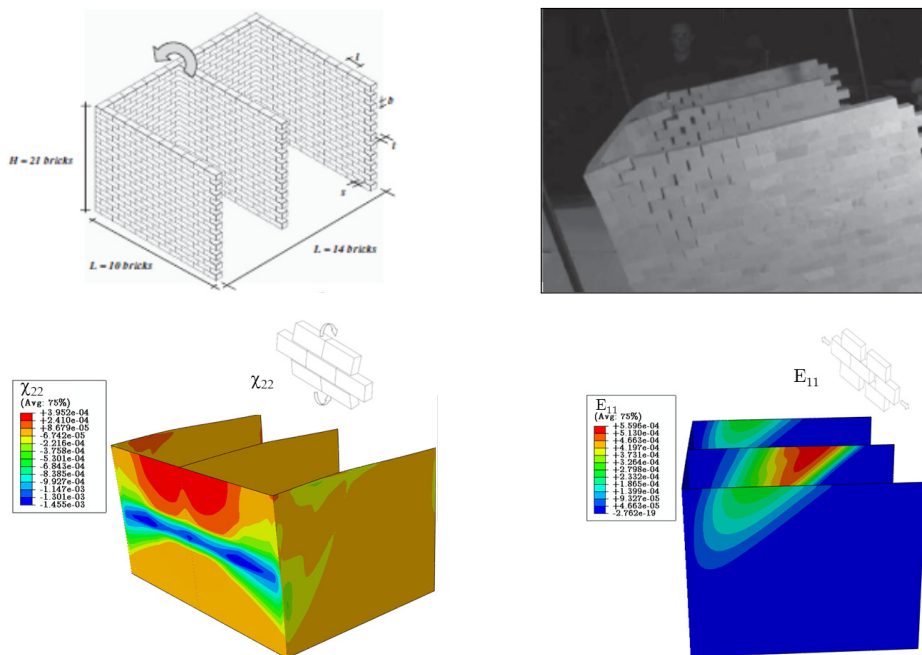 l
b
H = 21 bricks
t
s
L = 10 bricks
L = 14 bricks
χ22
(Avg: 75%)
+3.952e-04
+2.410e-04
+8.679e-05
-6.742e-05
-2.216e-04
-3.758e-04
-5.301e-04
-6.843e-04
-8.385e-04
-9.927e-04
-1.147e-03
-1.301e-03
-1.455e-03
χ22
E11
(Avg: 75%)
+5.596e-04
+5.130e-04
+4.663e-04
+4.197e-04
+3.731e-04
+3.264e-04
+2.798e-04
+2.332e-04
+1.865e-04
+1.399e-04
+9.327e-05
+4.663e-05
-2.762e-19
E11